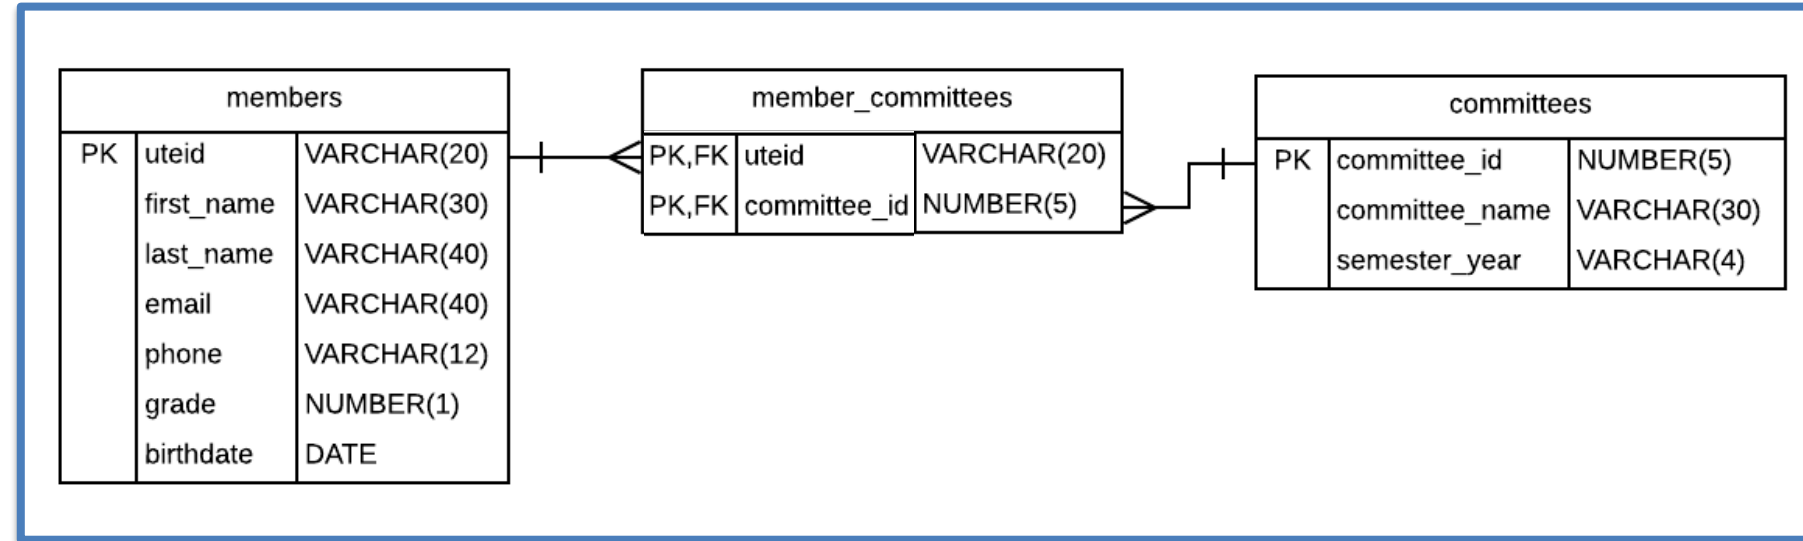 members
PK uteid VARCHAR(20)
first_name VARCHAR(30)
last_name VARCHAR(40)
email VARCHAR(40)
phone VARCHAR(12)
grade NUMBER(1)
birthdate DATE
member_committees
PK,FK uteid VARCHAR(20)
PK,FK committee_id NUMBER(5)
committees
PK committee_id NUMBER(5)
committee_name VARCHAR(30)
semester_year VARCHAR(4)